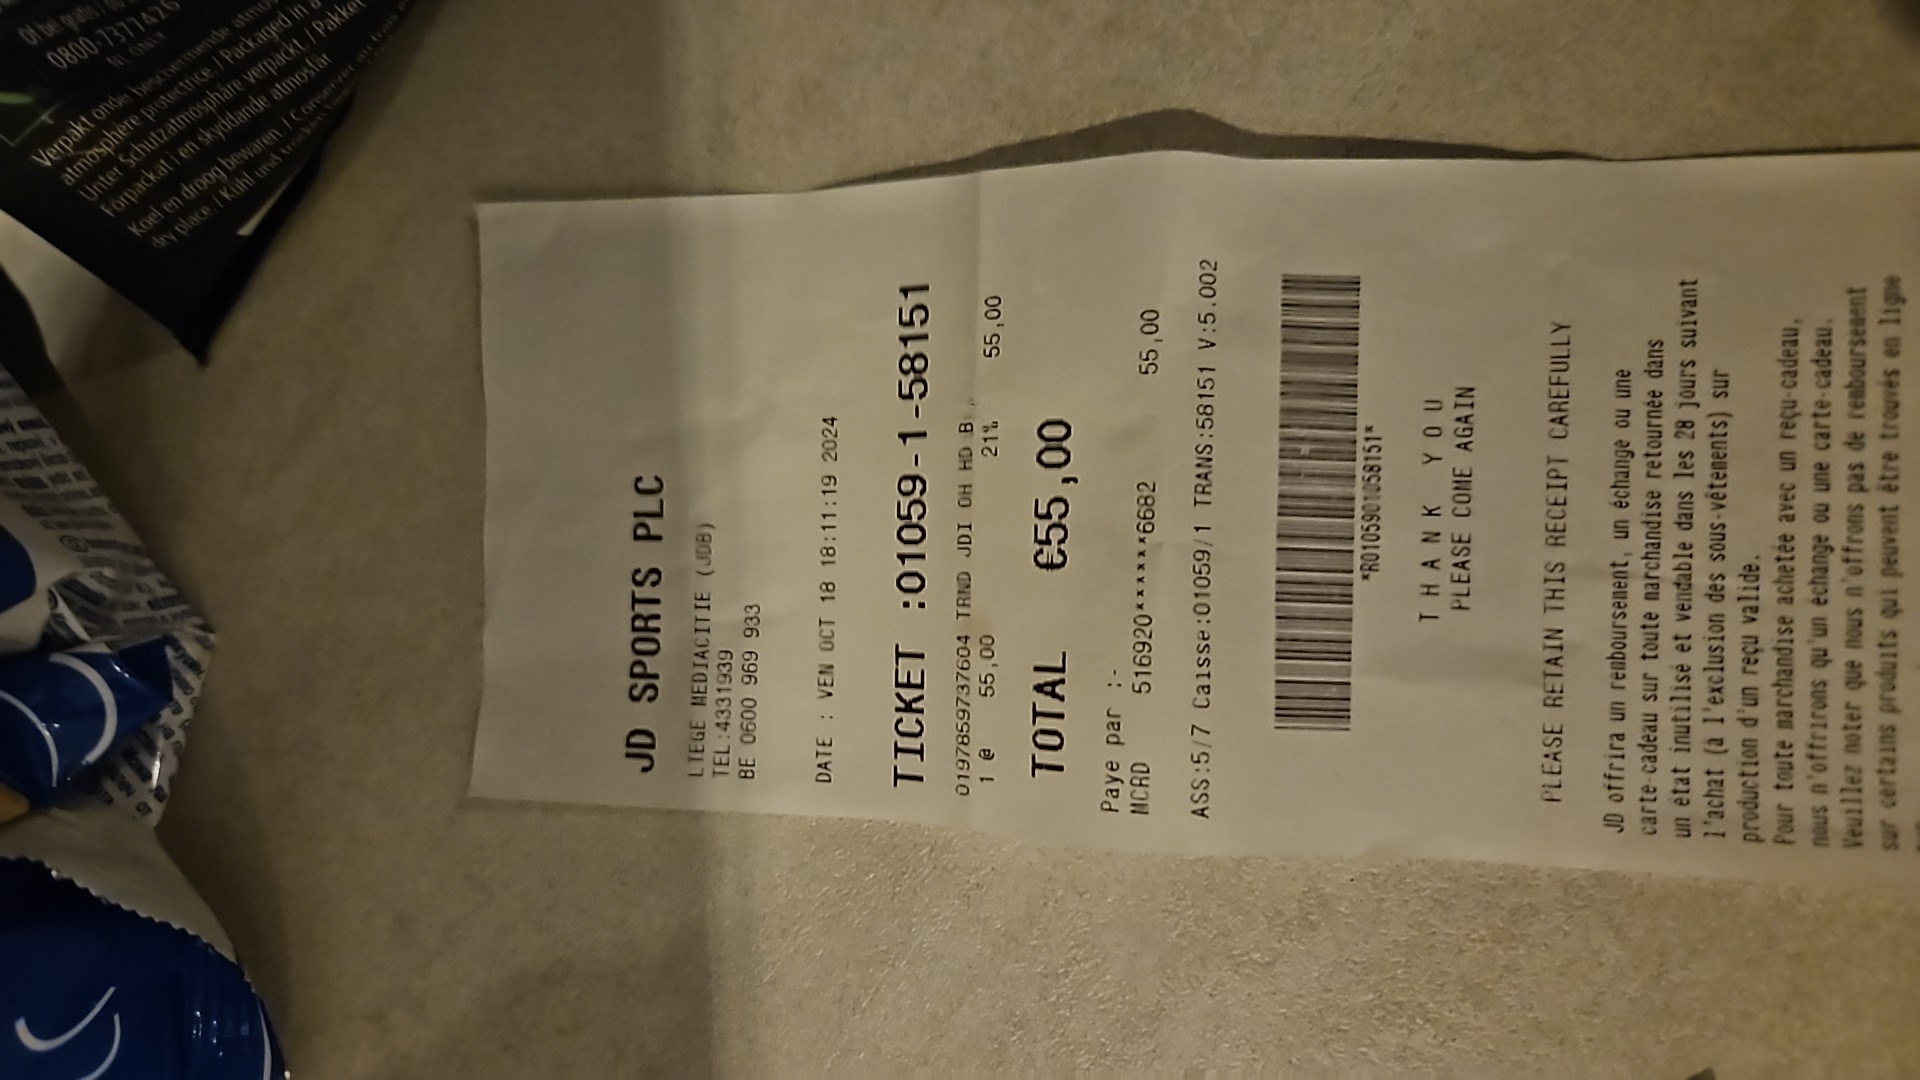 JD SPORTS PLC
LIEGE MEDIACITIE (JDB)
TEL:4331939
BE 0600 969 933
DATE : VEN OCT 18 18:11:19 2024
TICKET :01059-1-58151
0197859737604 TRND JDI OH HD B
1 @ 55,00 21% 55,00
TOTAL €55,00
Paye par :-
MCRD 516920******6682 55,00
ASS:5/7 Caisse:01059/1 TRANS:58151 V:5.002
*R0105901058151*
T H A N K Y O U
PLEASE COME AGAIN
PLEASE RETAIN THIS RECEIPT CAREFULLY
JD offrira un remboursement, un échange ou une
carte-cadeau sur toute marchandise retournée dans
un état inutilisé et vendable dans les 28 jours suivant
l'achat (à l'exclusion des sous-vêtements) sur
production d'un reçu valide.
Pour toute marchandise achetée avec un reçu-cadeau,
nous n'offrirons qu'un échange ou une carte-cadeau.
Veuillez noter que nous n'offrons pas de remboursement
sur certains produits qui peuvent être trouvés en ligne
0800-7377426
NL ONLY
Verpakt onder beschermende
atmosphère protectrice. / Packaged in a
Unter Schutzatmosphäre verpackt. / Pakket
Förpackat i en skyddande atmosfär
Koel en droog bewaren. / Conserver au
dry place. / Kühl und trocken